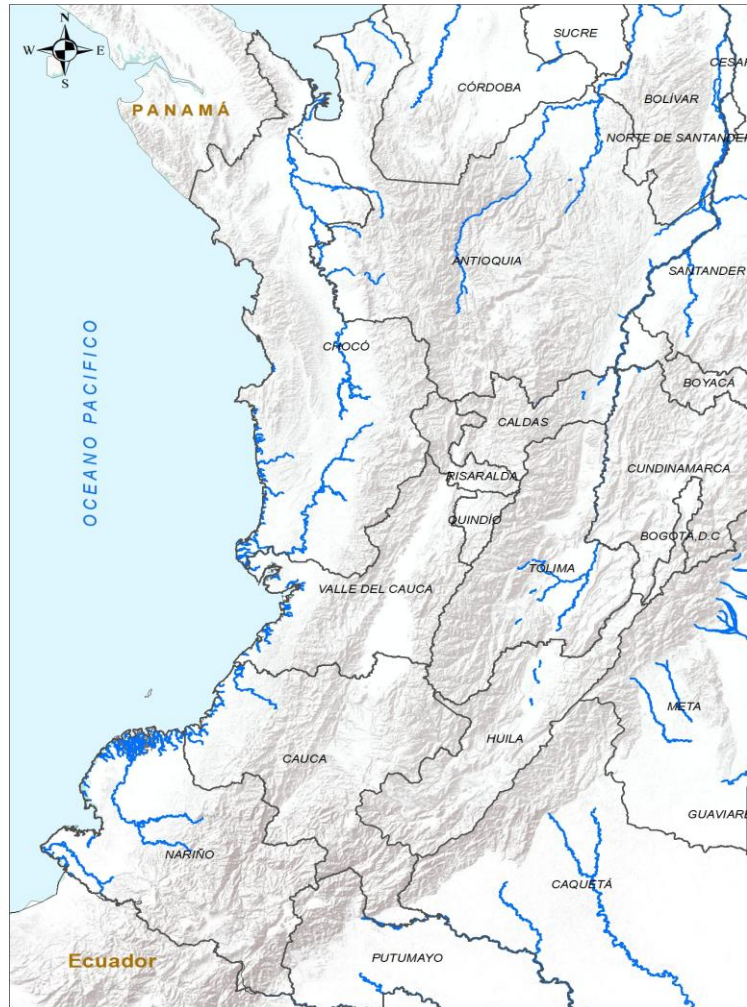 N
W E
S
SUCRE
CESAR
CÓRDOBA
BOLÍVAR
PANAMÁ
NORTE DE SANTANDER
ANTIOQUIA
SANTANDER
OCEANO PACIFICO
CHOCÓ
BOYACÁ
CALDAS
CUNDINAMARCA
RISARALDA
QUINDÍO
BOGOTÁ, D.C
TOLIMA
VALLE DEL CAUCA
META
HUILA
CAUCA
GUAVIARE
NARIÑO
CAQUETÁ
Ecuador
PUTUMAYO